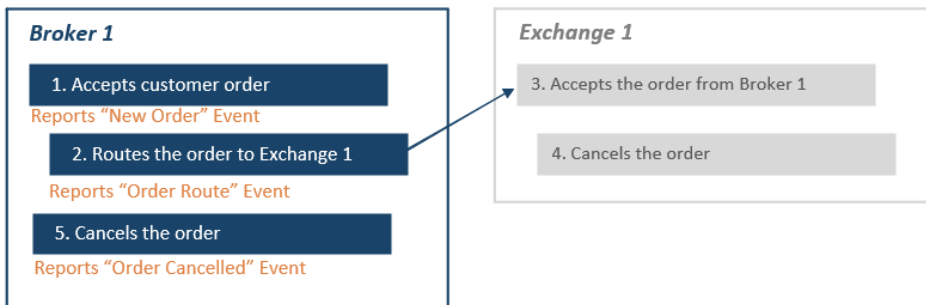 Broker 1
1. Accepts customer order
Reports “New Order” Event
2. Routes the order to Exchange 1
Reports “Order Route” Event
5. Cancels the order
Reports “Order Cancelled” Event
Exchange 1
3. Accepts the order from Broker 1
4. Cancels the order